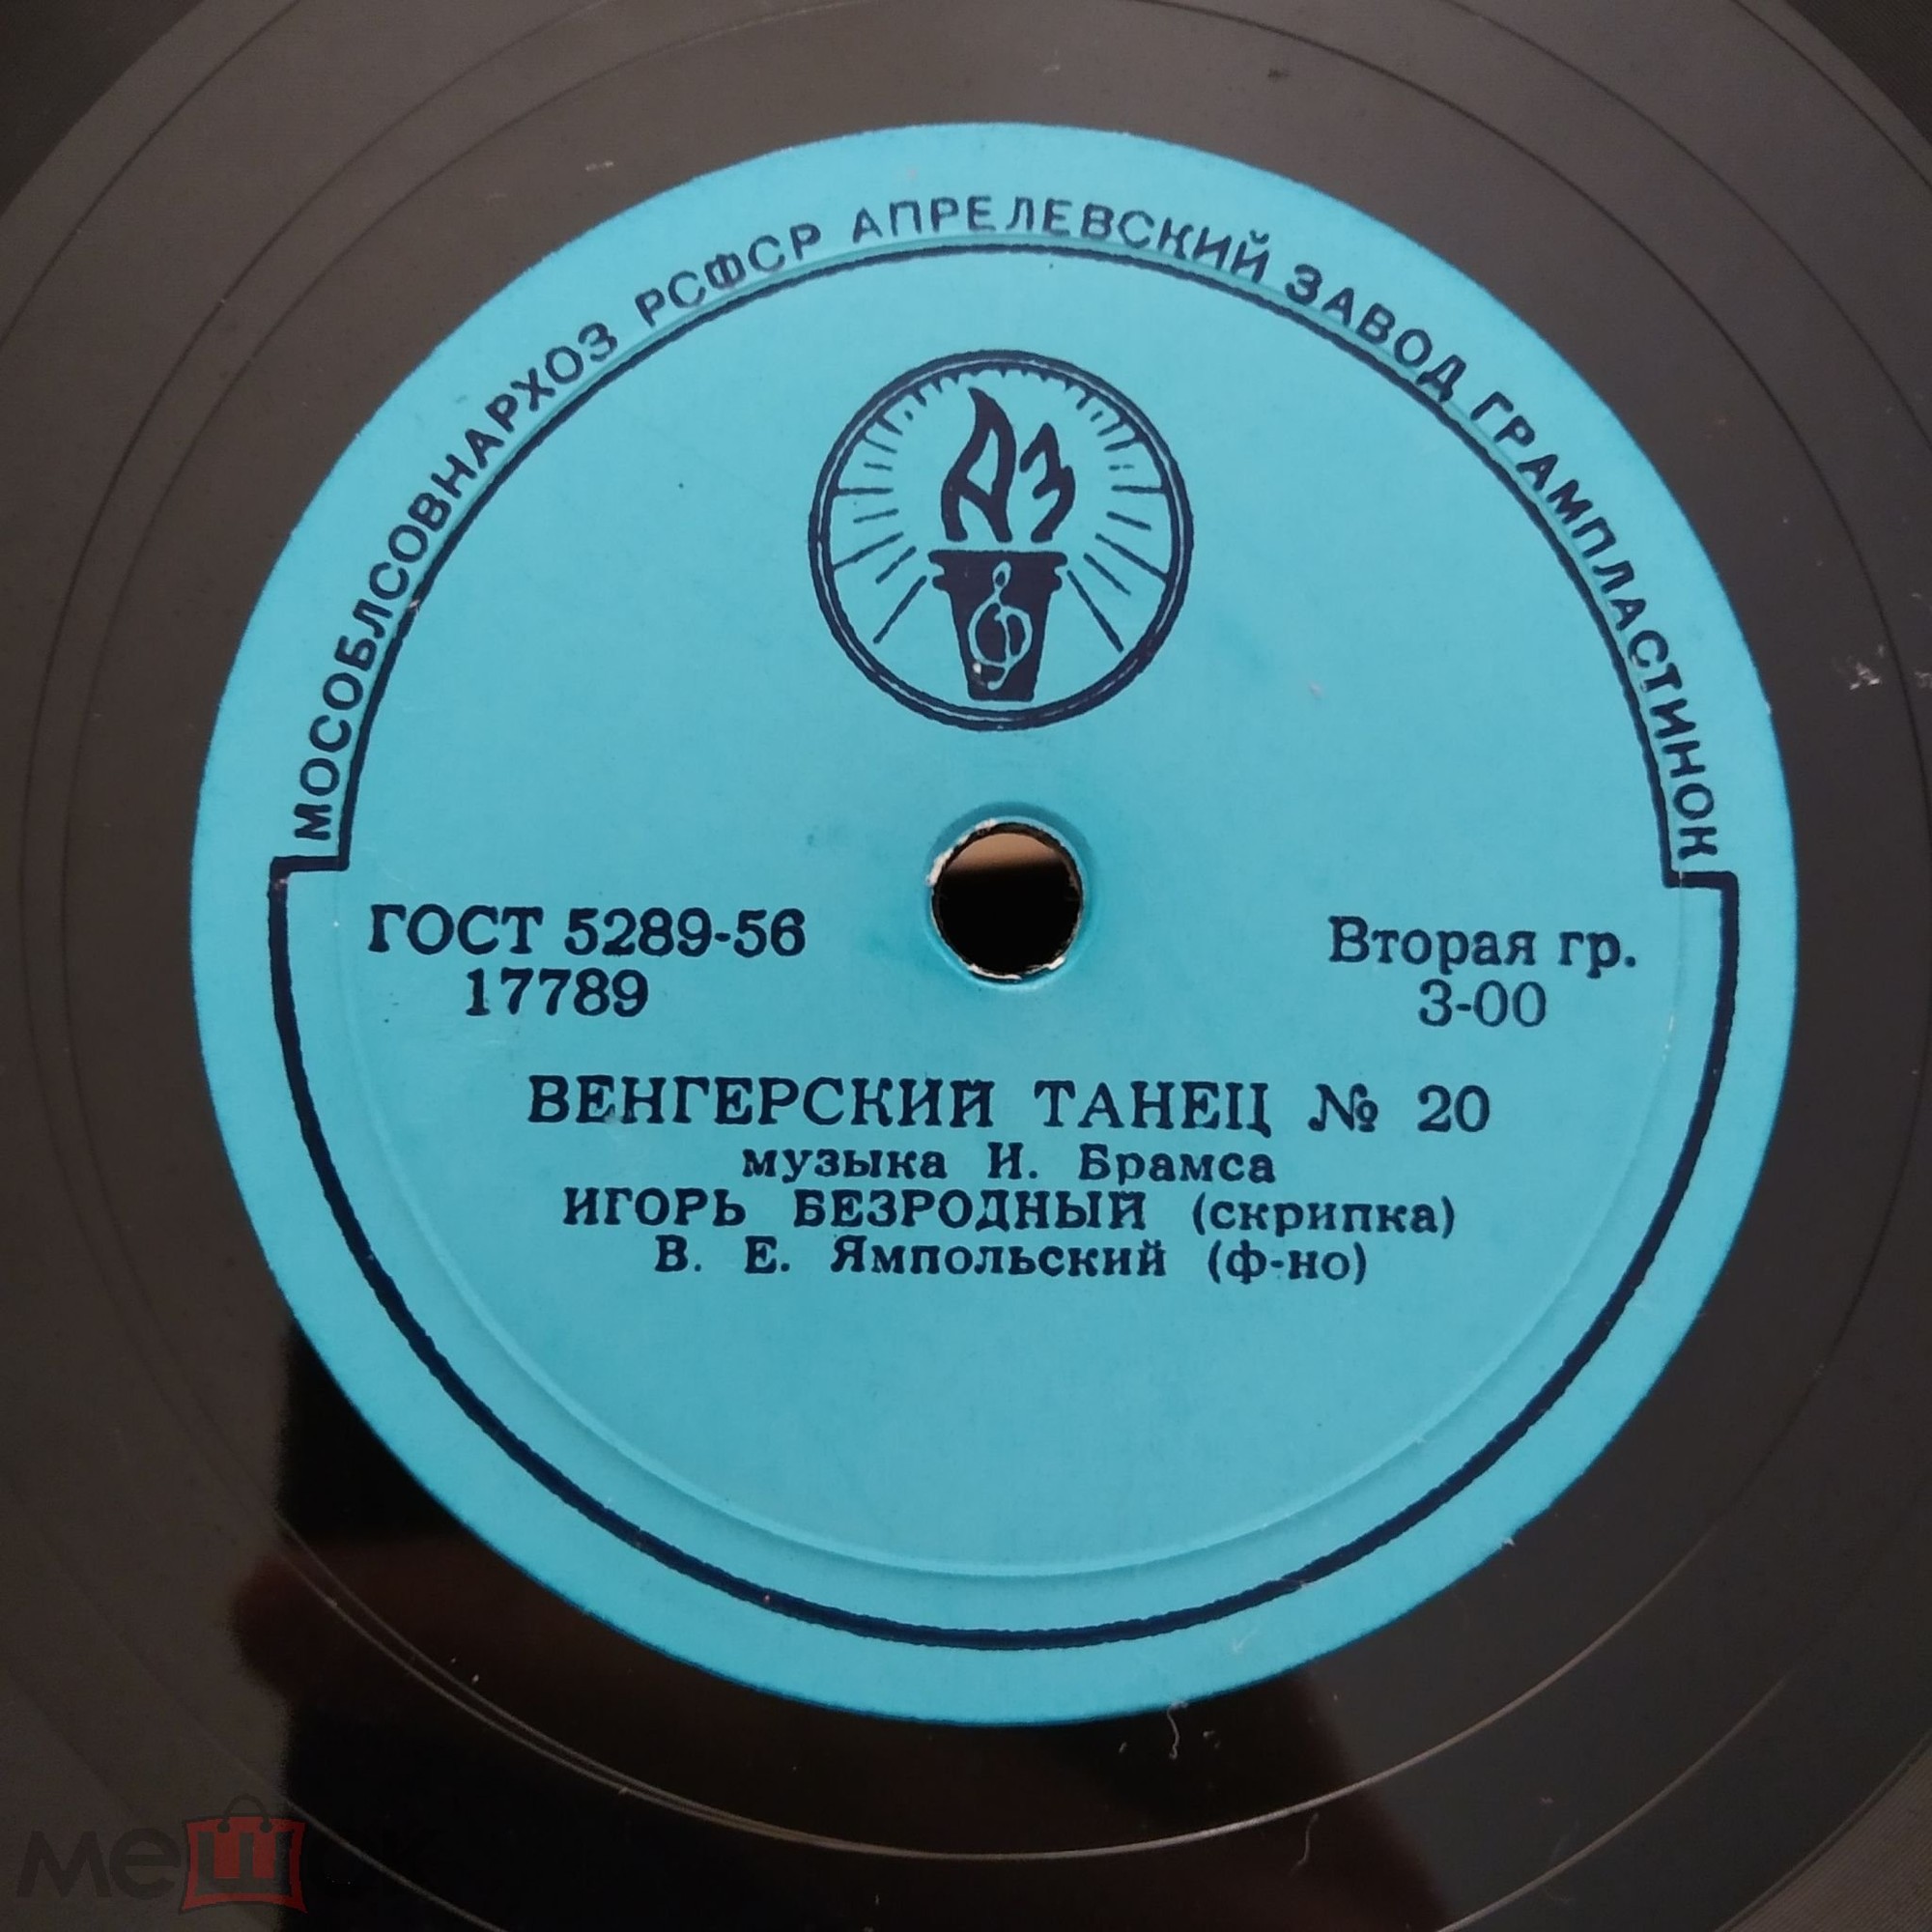 МОСОБЛСОВНАРХОЗ РСФСР АПРЕЛЕВСКИЙ ЗАВОД ГРАМПЛАСТИНОК
АЗ
ГОСТ 5289-56
17789
Вторая гр.
3-00
ВЕНГЕРСКИЙ ТАНЕЦ № 20
музыка И. Брамса
ИГОРЬ БЕЗРОДНЫЙ (скрипка)
В. Е. Ямпольский (ф-но)